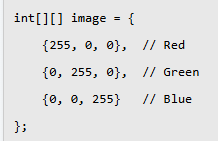 int[][] image = {
    {255, 0, 0},  // Red
    {0, 255, 0},  // Green
    {0, 0, 255}   // Blue
};